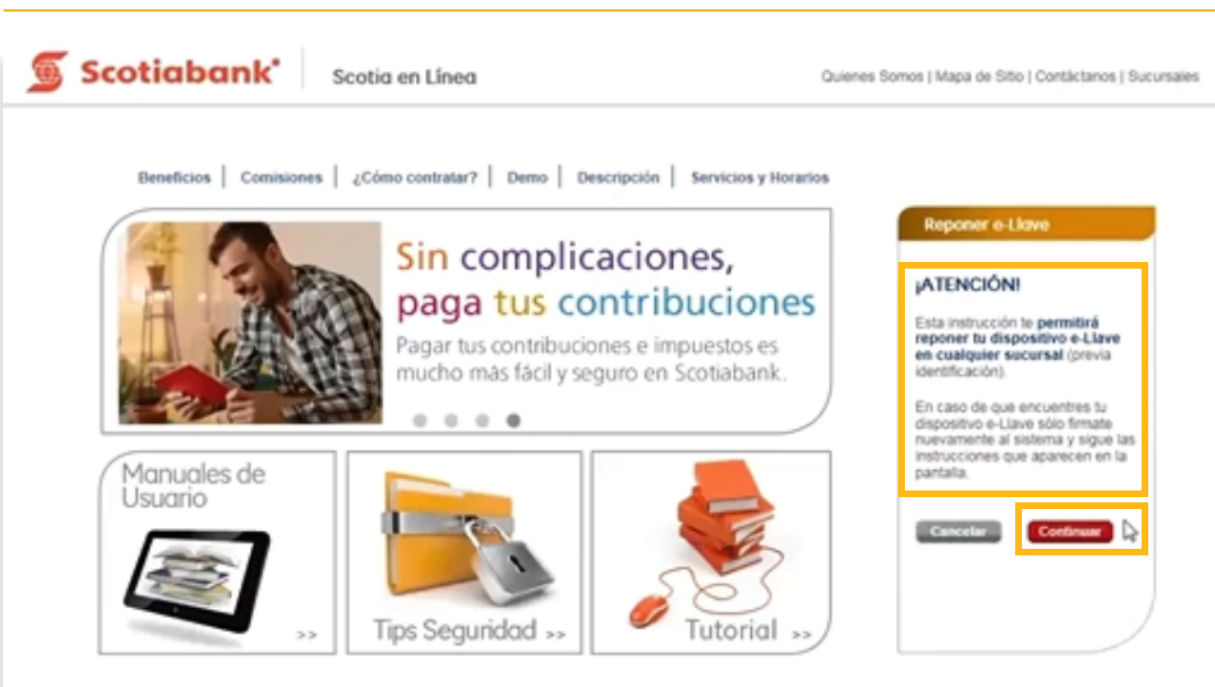 Scotiabank
Scotia en Línea
Quienes Somos | Mapa de Sitio | Contáctanos | Sucursales
Beneficios | Comisiones | ¿Cómo contratar? | Demo | Descripción | Servicios y Horarios
Sin complicaciones,
paga tus contribuciones
Pagar tus contribuciones e impuestos es
mucho más fácil y seguro en Scotiabank.
Manuales de
Usuario
>>
Tips Seguridad >>
Tutorial >>
Reponer e-Llave
¡ATENCIÓN!
Esta instrucción te permitirá
reponer tu dispositivo e-Llave
en cualquier sucursal (previa
identificación).
En caso de que encuentres tu
dispositivo e-Llave sólo firmate
nuevamente al sistema y sigue las
instrucciones que aparecen en la
pantalla.
Cancelar
Continuar